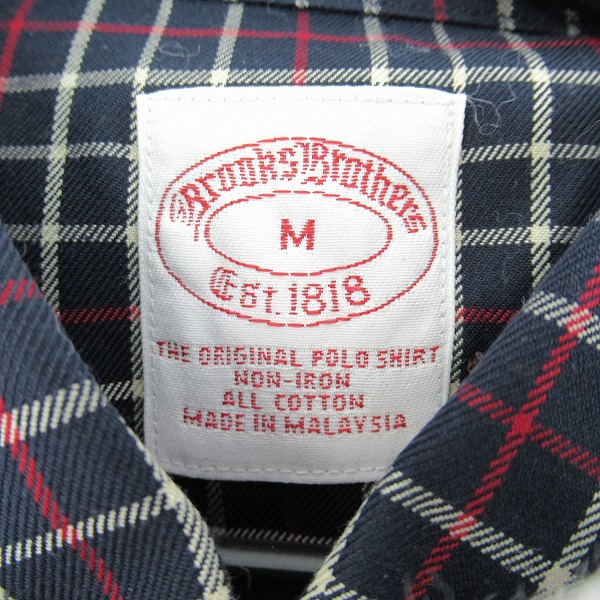 Brooks Brothers
M
Est. 1818
THE ORIGINAL POLO SHIRT
NON-IRON
ALL COTTON
MADE IN MALAYSIA